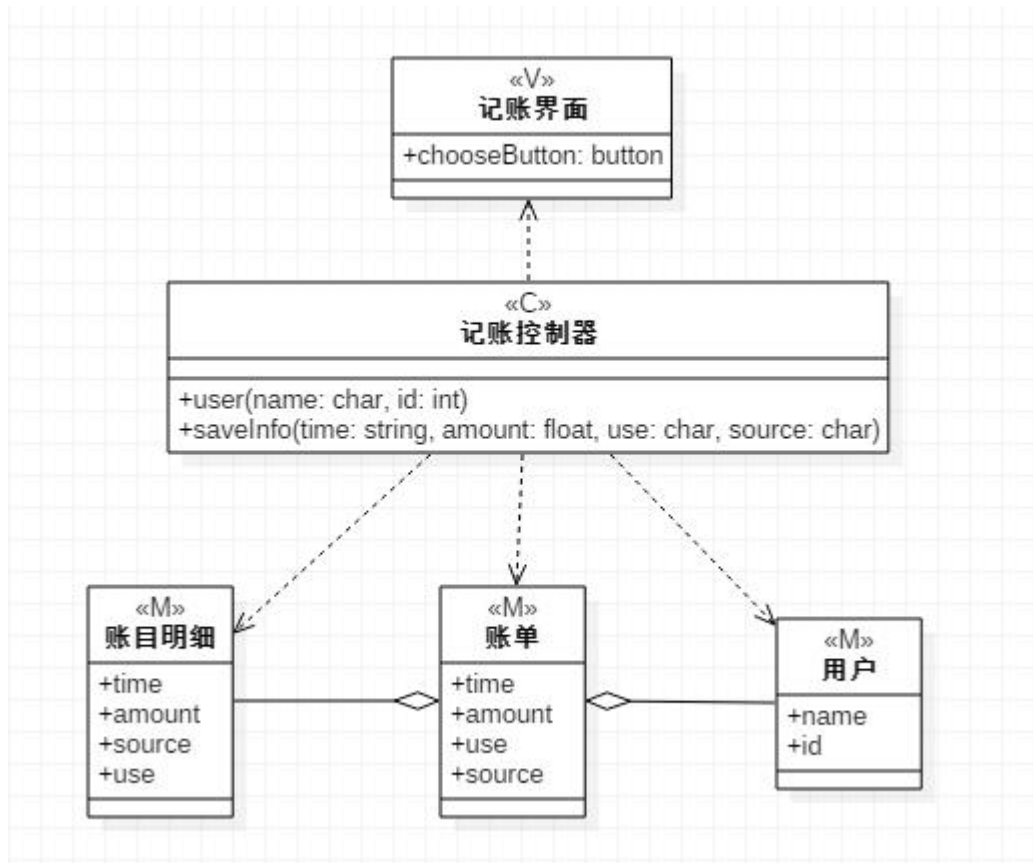 «V»
记账界面
+chooseButton: button
«C»
记账控制器
+user(name: char, id: int)
+saveInfo(time: string, amount: float, use: char, source: char)
«M»
账目明细
+time
+amount
+source
+use
«M»
账单
+time
+amount
+use
+source
«M»
用户
+name
+id